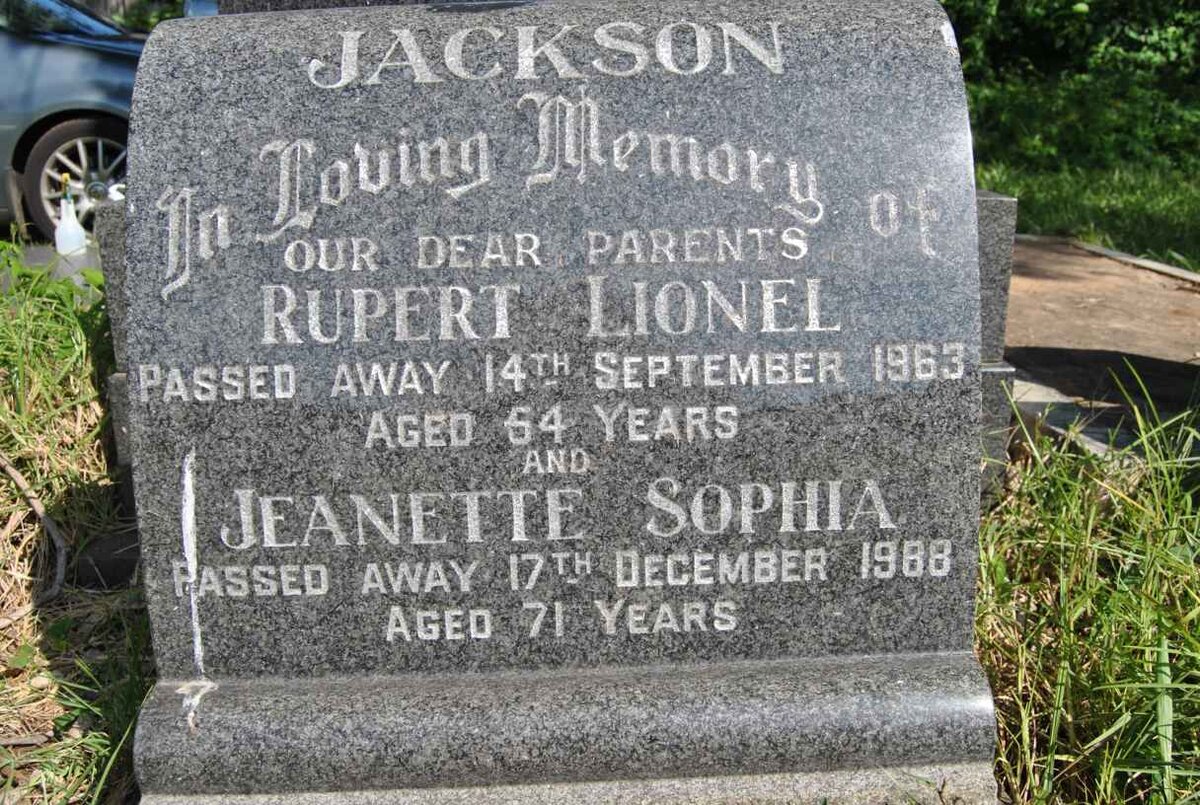 JACKSON
In Loving Memory of
OUR DEAR PARENTS
RUPERT LIONEL
PASSED AWAY 14TH SEPTEMBER 1963
AGED 64 YEARS
AND
JEANETTE SOPHIA
PASSED AWAY 17TH DECEMBER 1988
AGED 71 YEARS